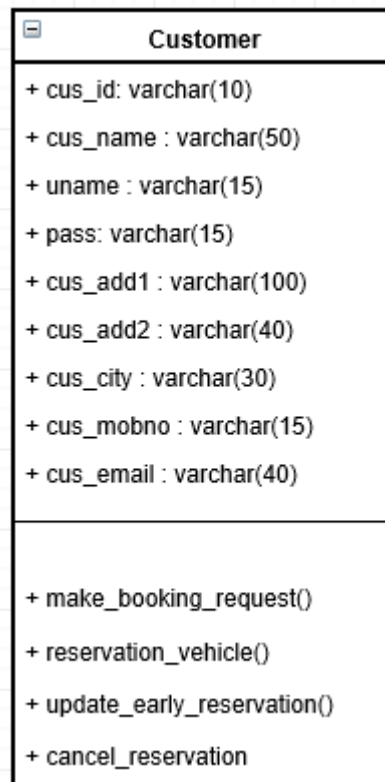 Customer
+ cus_id: varchar(10)
+ cus_name : varchar(50)
+ uname : varchar(15)
+ pass: varchar(15)
+ cus_add1 : varchar(100)
+ cus_add2 : varchar(40)
+ cus_city : varchar(30)
+ cus_mobno : varchar(15)
+ cus_email : varchar(40)
+ make_booking_request()
+ reservation_vehicle()
+ update_early_reservation()
+ cancel_reservation